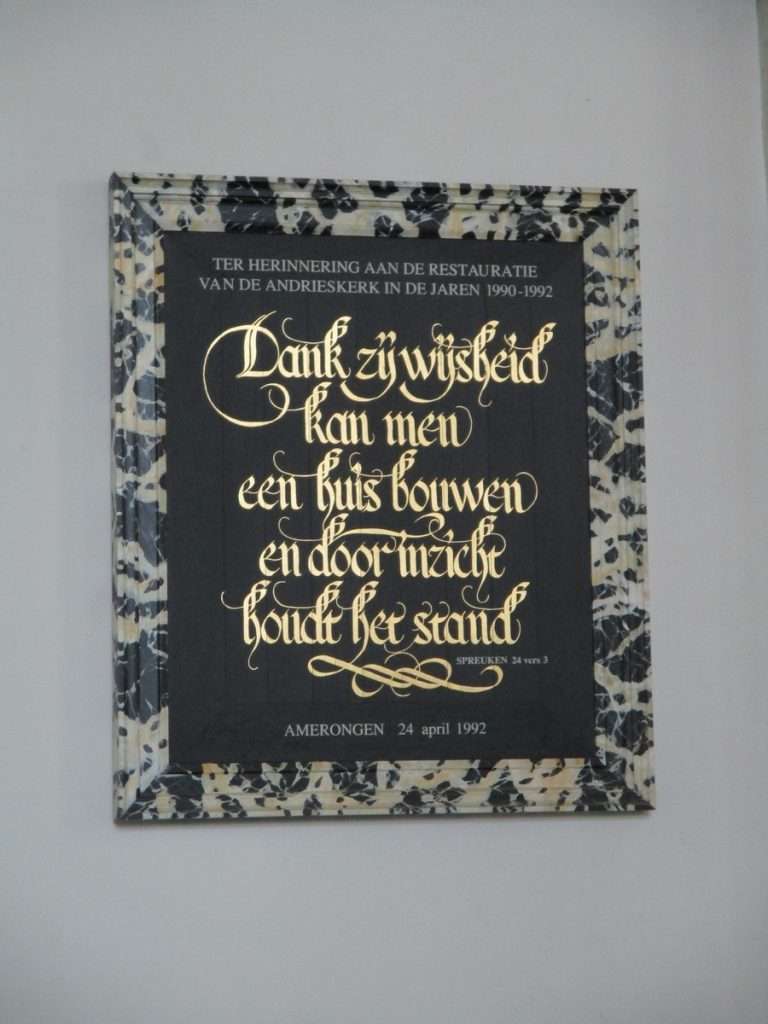 TER HERINNERING AAN DE RESTAURATIE
VAN DE ANDRIESKERK IN DE JAREN 1990-1992
Dank zij wijsheid
kan men
een huis bouwen
en door inzicht
houdt het stand
SPREUKEN 24 vers 3
AMERONGEN 24 april 1992